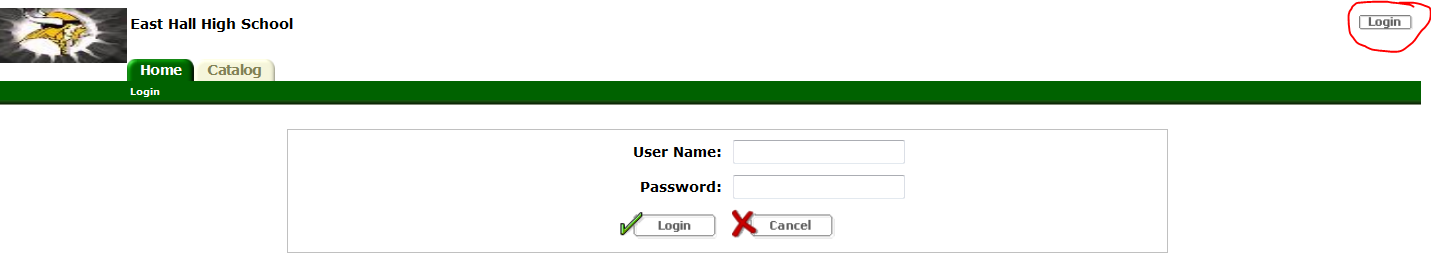 East Hall High School
Login
Home Catalog
Login
User Name:
Password:
Login Cancel